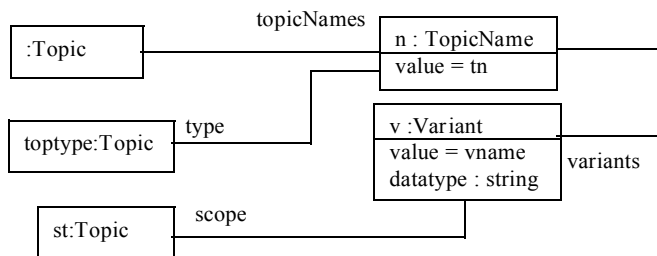 topicNames
:Topic
n : TopicName
value = tn
type
toptype:Topic
v :Variant
value = vname
datatype : string
variants
scope
st:Topic